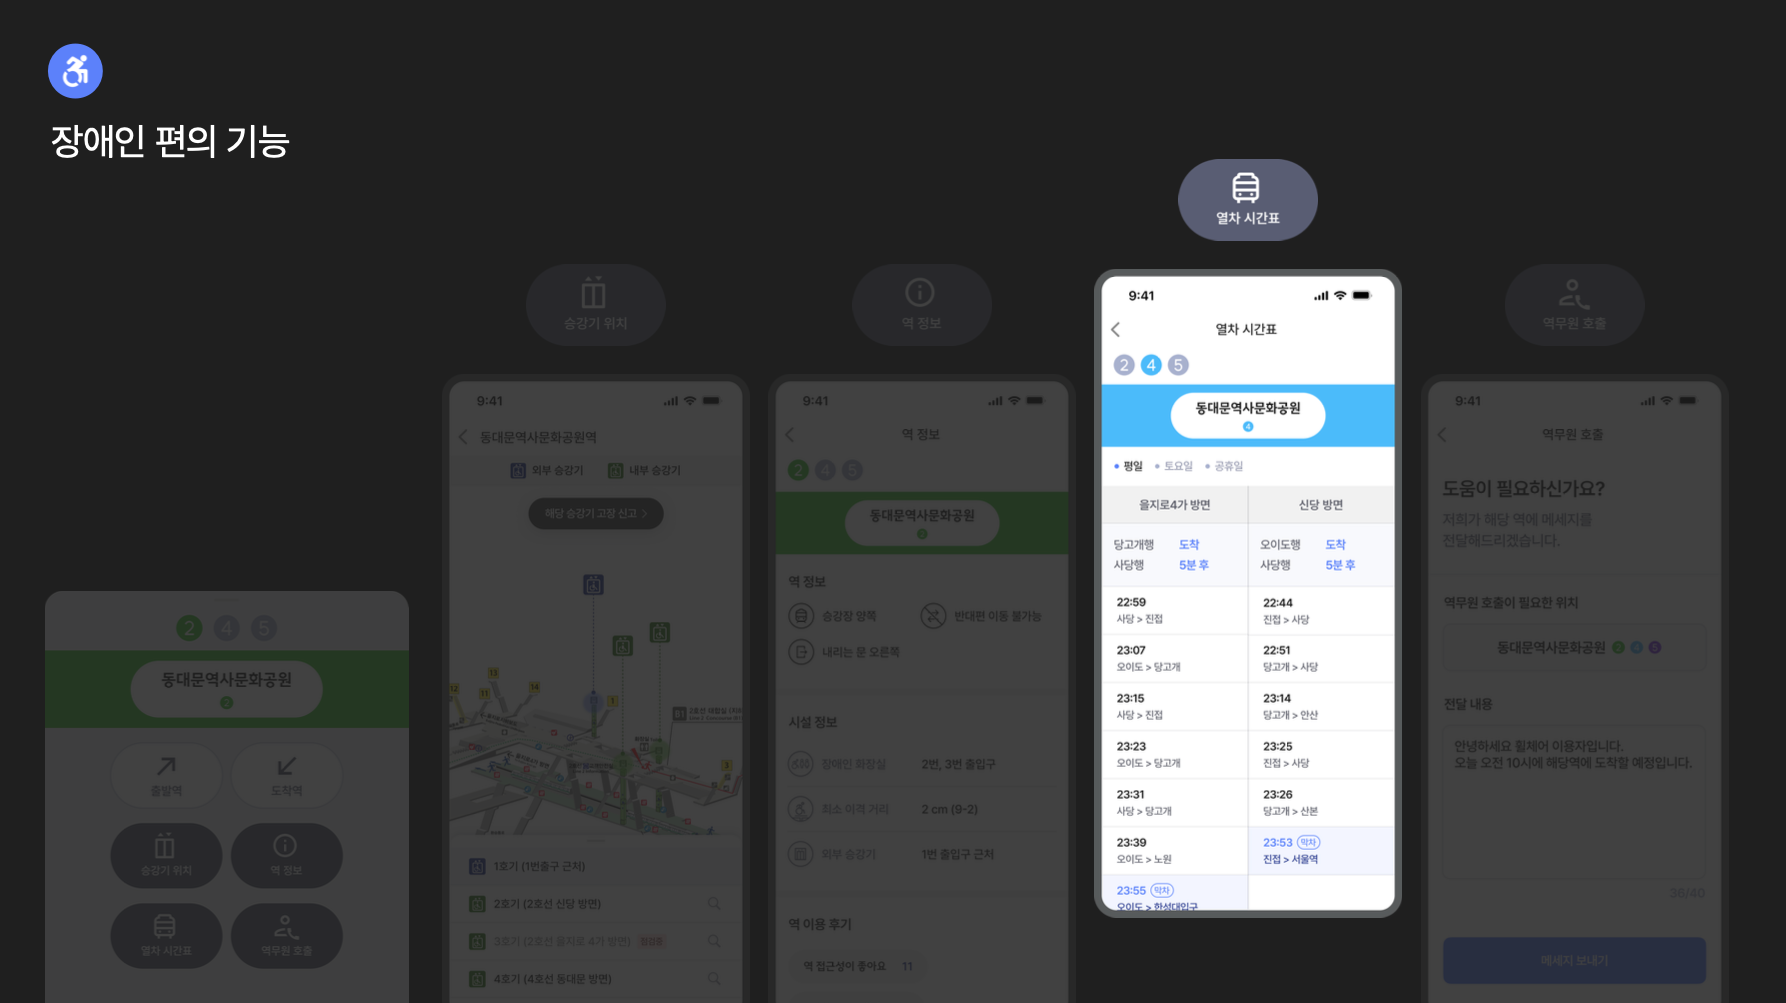 장애인 편의 기능
2 4 5
동대문역사문화공원
2
출발역
도착역
승강기 위치
역 정보
열차 시간표
역무원 호출
승강기 위치
9:41
동대문역사문화공원역
외부 승강기
내부 승강기
해당 승강기 고장 신고 >
13
12
11
14
1
3
1호기 (1번출구 근처)
2호기 (2호선 신당 방면)
3호기 (2호선 을지로 4가 방면)
4호기 (4호선 동대문 방면)
역 정보
9:41
역 정보
2 4 5
동대문역사문화공원
2
역 정보
승강장 양쪽
반대편 이동 불가능
내리는 문 오른쪽
시설 정보
장애인 화장실 2번, 3번 출입구
최소 이격 거리 2 cm (9-2)
외부 승강기 1번 출입구 근처
역 이용 후기
역 접근성이 좋아요 11
열차 시간표
9:41
열차 시간표
2 4 5
동대문역사문화공원
4
평일 토요일 공휴일
을지로4가 방면 신당 방면
당고개행 도착 오이도행 도착
사당행 5분 후 사당행 5분 후
22:59 22:44
사당 > 진접 진접 > 사당
23:07 22:51
오이도 > 당고개 당고개 > 사당
23:15 23:14
사당 > 진접 당고개 > 안산
23:23 23:25
오이도 > 당고개 진접 > 사당
23:31 23:26
사당 > 당고개 당고개 > 산본
23:39 23:53 막차
오이도 > 노원 진접 > 서울역
23:55 막차
오이도 > 한성대입구
역무원 호출
9:41
역무원 호출
도움이 필요하신가요?
저희가 해당 역에 메세지를
전달해드리겠습니다.
역무원 호출이 필요한 위치
동대문역사문화공원 2 4 5
전달 내용
안녕하세요 휠체어 이용자입니다.
오늘 오전 10시에 해당역에 도착할 예정입니다.
36/40
메세지 보내기